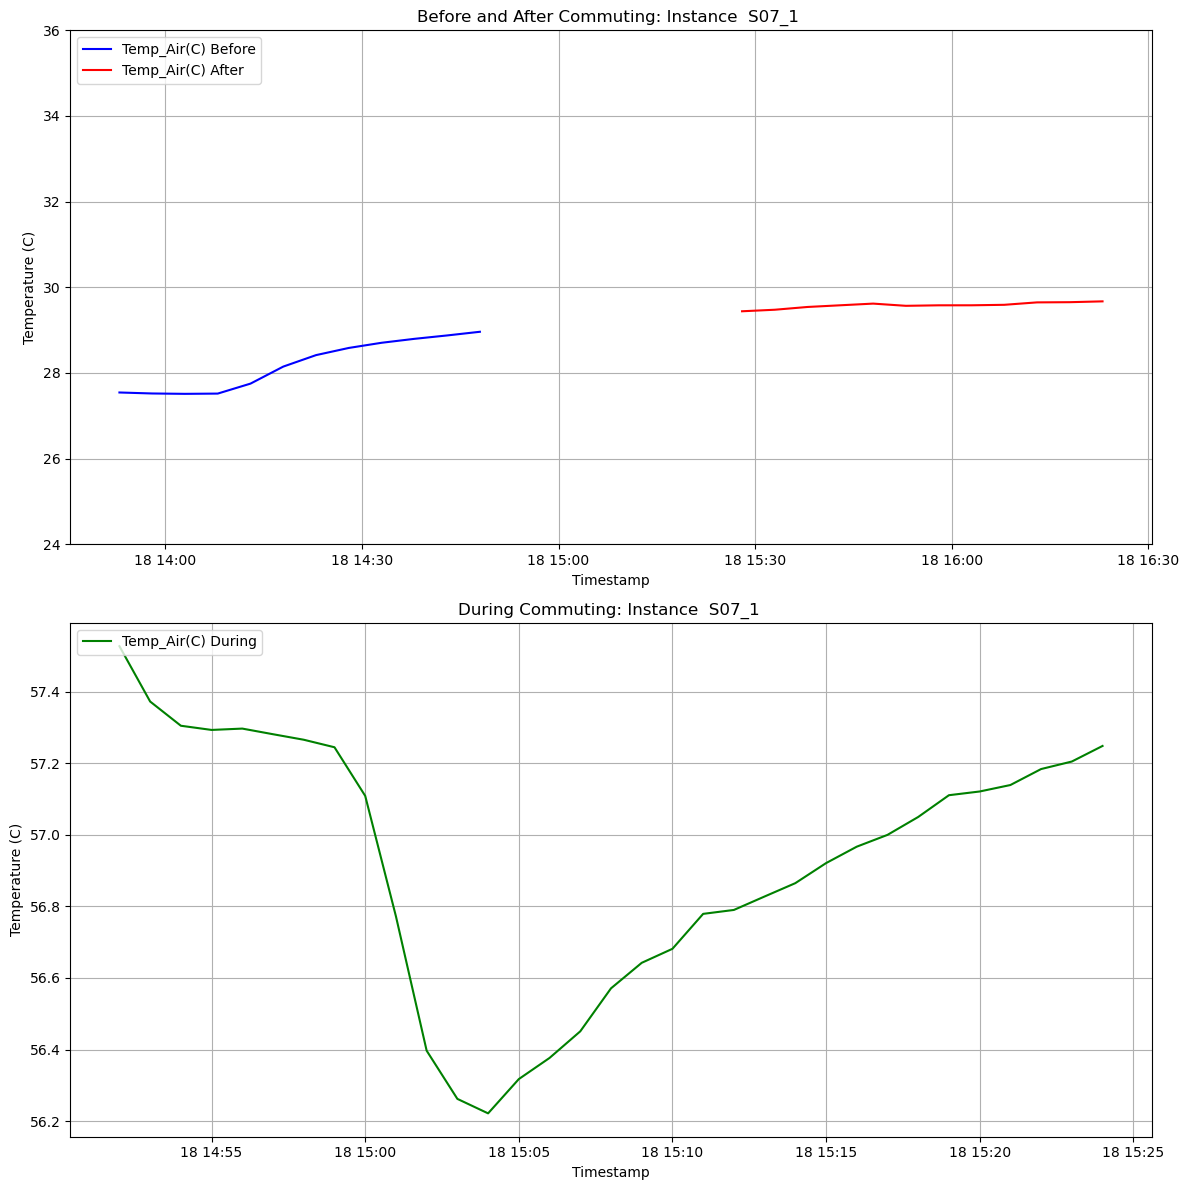 Before and After Commuting: Instance  S07_1
Temp_Air(C) Before
Temp_Air(C) After
Temperature (C)
36
34
32
30
28
26
24
18 14:00 18 14:30 18 15:00 18 15:30 18 16:00 18 16:30
Timestamp
During Commuting: Instance  S07_1
Temp_Air(C) During
Temperature (C)
57.4
57.2
57.0
56.8
56.6
56.4
56.2
18 14:55 18 15:00 18 15:05 18 15:10 18 15:15 18 15:20 18 15:25
Timestamp